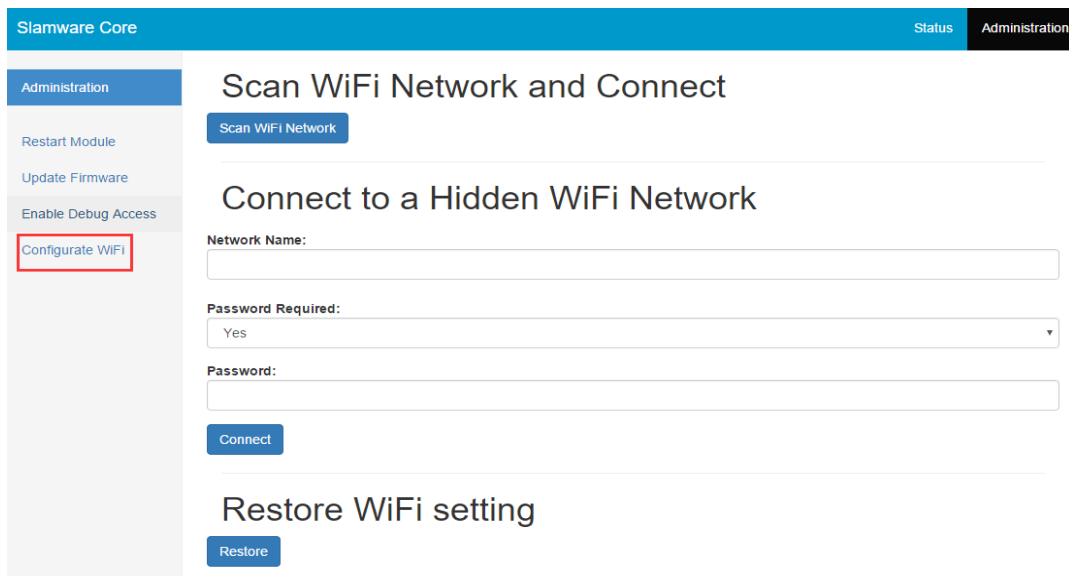 Slamware Core
Status
Administration
Administration
Restart Module
Update Firmware
Enable Debug Access
Configurate WiFi
Scan WiFi Network and Connect
Scan WiFi Network
Connect to a Hidden WiFi Network
Network Name:
Password Required:
Yes
Password:
Connect
Restore WiFi setting
Restore